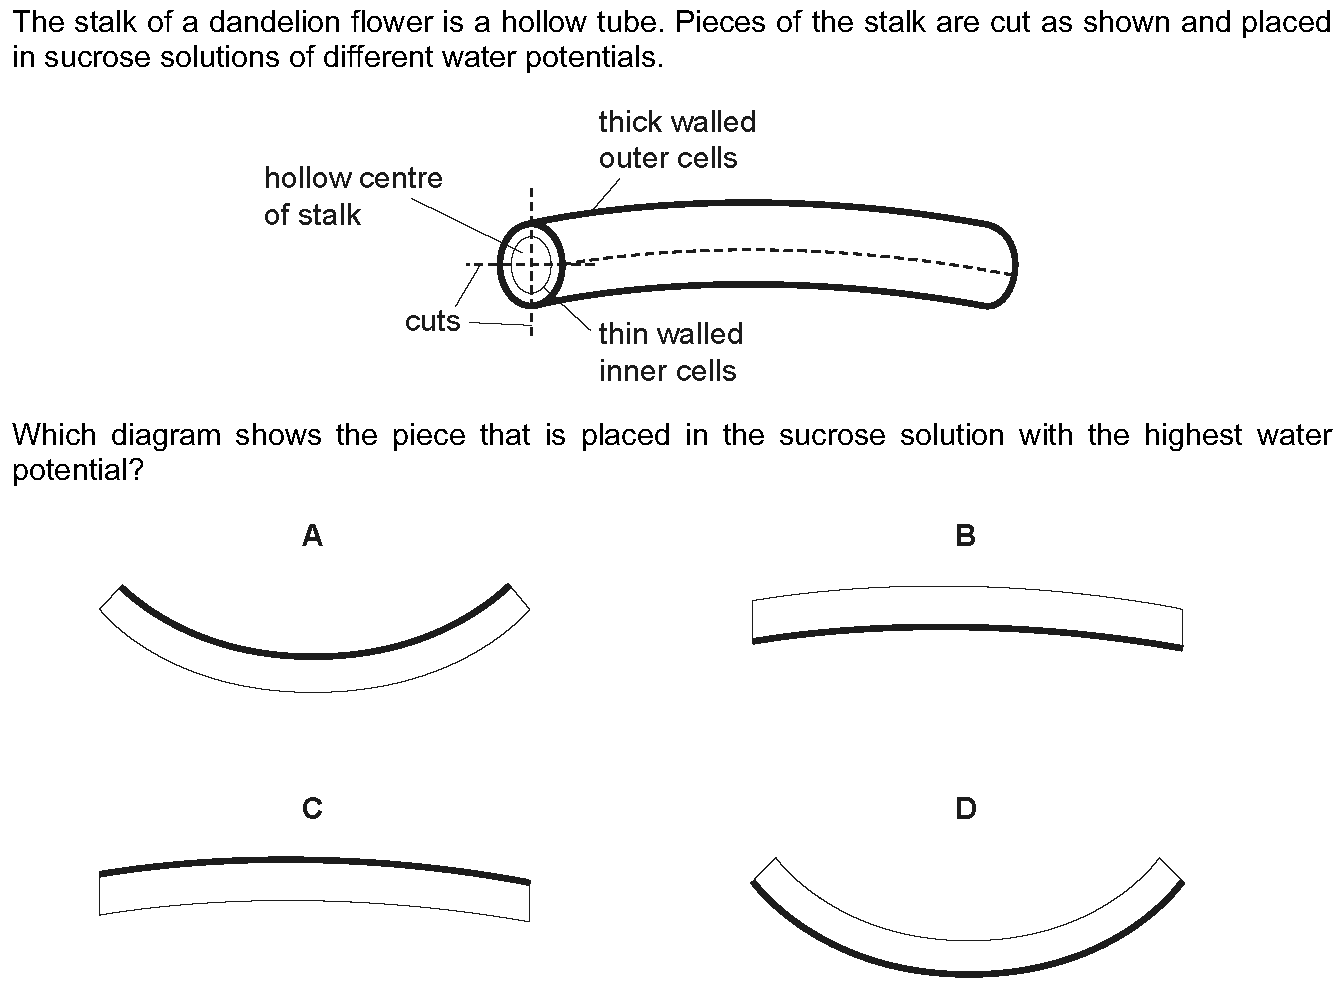 The stalk of a dandelion flower is a hollow tube. Pieces of the stalk are cut as shown and placed
in sucrose solutions of different water potentials.
thick walled
outer cells
hollow centre
of stalk
cuts
thin walled
inner cells
Which diagram shows the piece that is placed in the sucrose solution with the highest water
potential?
A
B
C
D